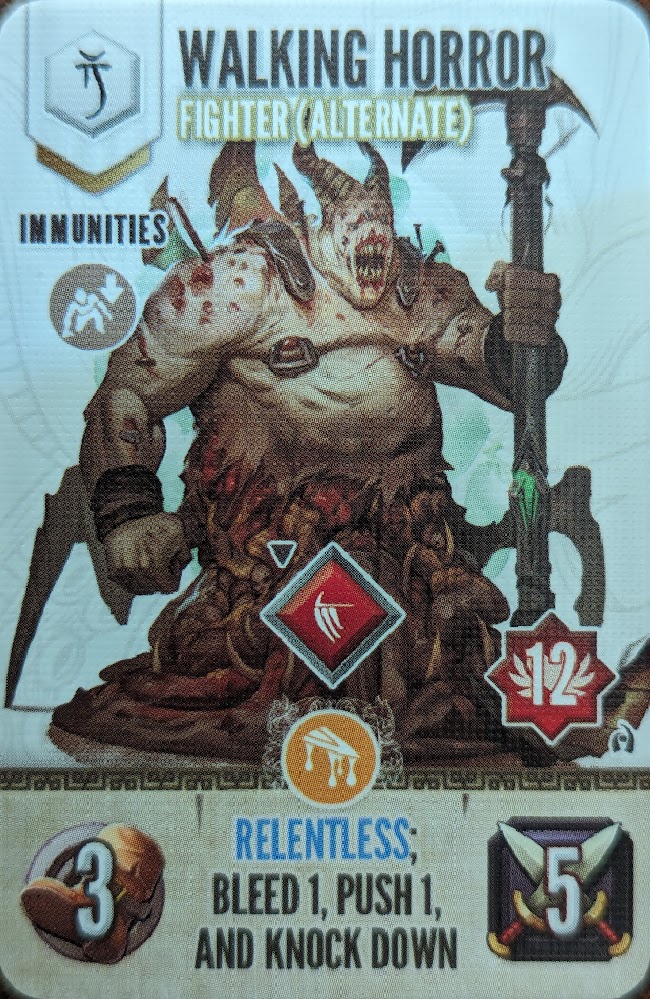 WALKING HORROR
FIGHTER (ALTERNATE)
IMMUNITIES
12
3
RELENTLESS;
BLEED 1, PUSH 1,
AND KNOCK DOWN
5